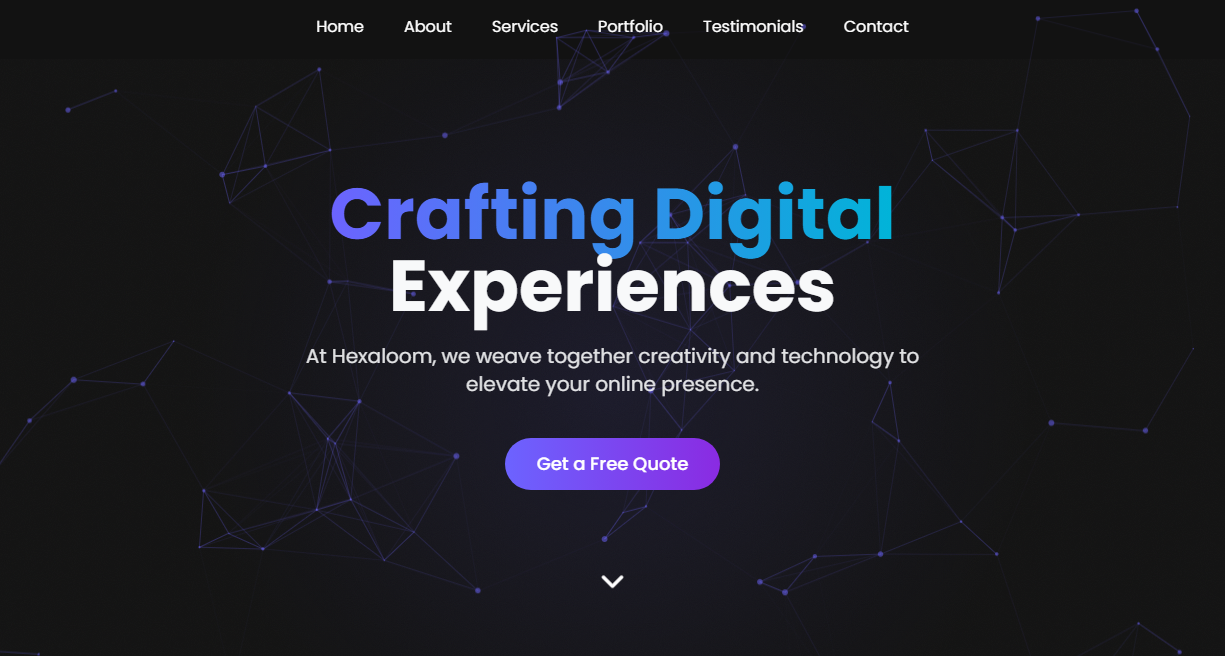 Home About Services Portfolio Testimonials Contact
Crafting Digital
Experiences
At Hexaloom, we weave together creativity and technology to
elevate your online presence.
Get a Free Quote